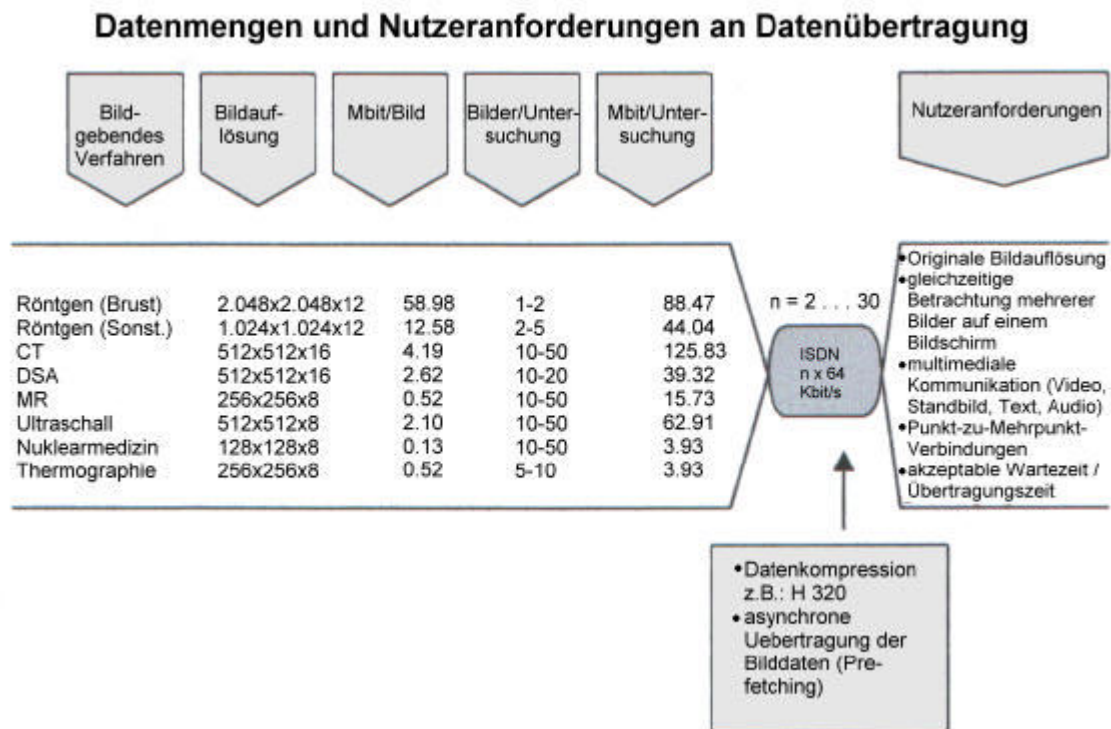 Datenmengen und Nutzeranforderungen an Datenübertragung
Bild-
gebendes
Verfahren
Bildauf-
lösung
Mbit/Bild
Bilder/Unter-
suchung
Mbit/Unter-
suchung
Nutzeranforderungen
Röntgen (Brust) 2.048x2.048x12 58.98 1-2 88.47
Röntgen (Sonst.) 1.024x1.024x12 12.58 2-5 44.04
CT 512x512x16 4.19 10-50 125.83
DSA 512x512x16 2.62 10-20 39.32
MR 256x256x8 0.52 10-50 15.73
Ultraschall 512x512x8 2.10 10-50 62.91
Nuklearmedizin 128x128x8 0.13 10-50 3.93
Thermographie 256x256x8 0.52 5-10 3.93
n = 2 . . . 30
ISDN
n x 64
Kbit/s
•Originale Bildauflösung
•gleichzeitige
Betrachtung mehrerer
Bilder auf einem
Bildschirm
•multimediale
Kommunikation (Video,
Standbild, Text, Audio)
•Punkt-zu-Mehrpunkt-
Verbindungen
•akzeptable Wartezeit /
Übertragungszeit
•Datenkompression
z.B.: H 320
•asynchrone
Uebertragung der
Bilddaten (Pre-
fetching)